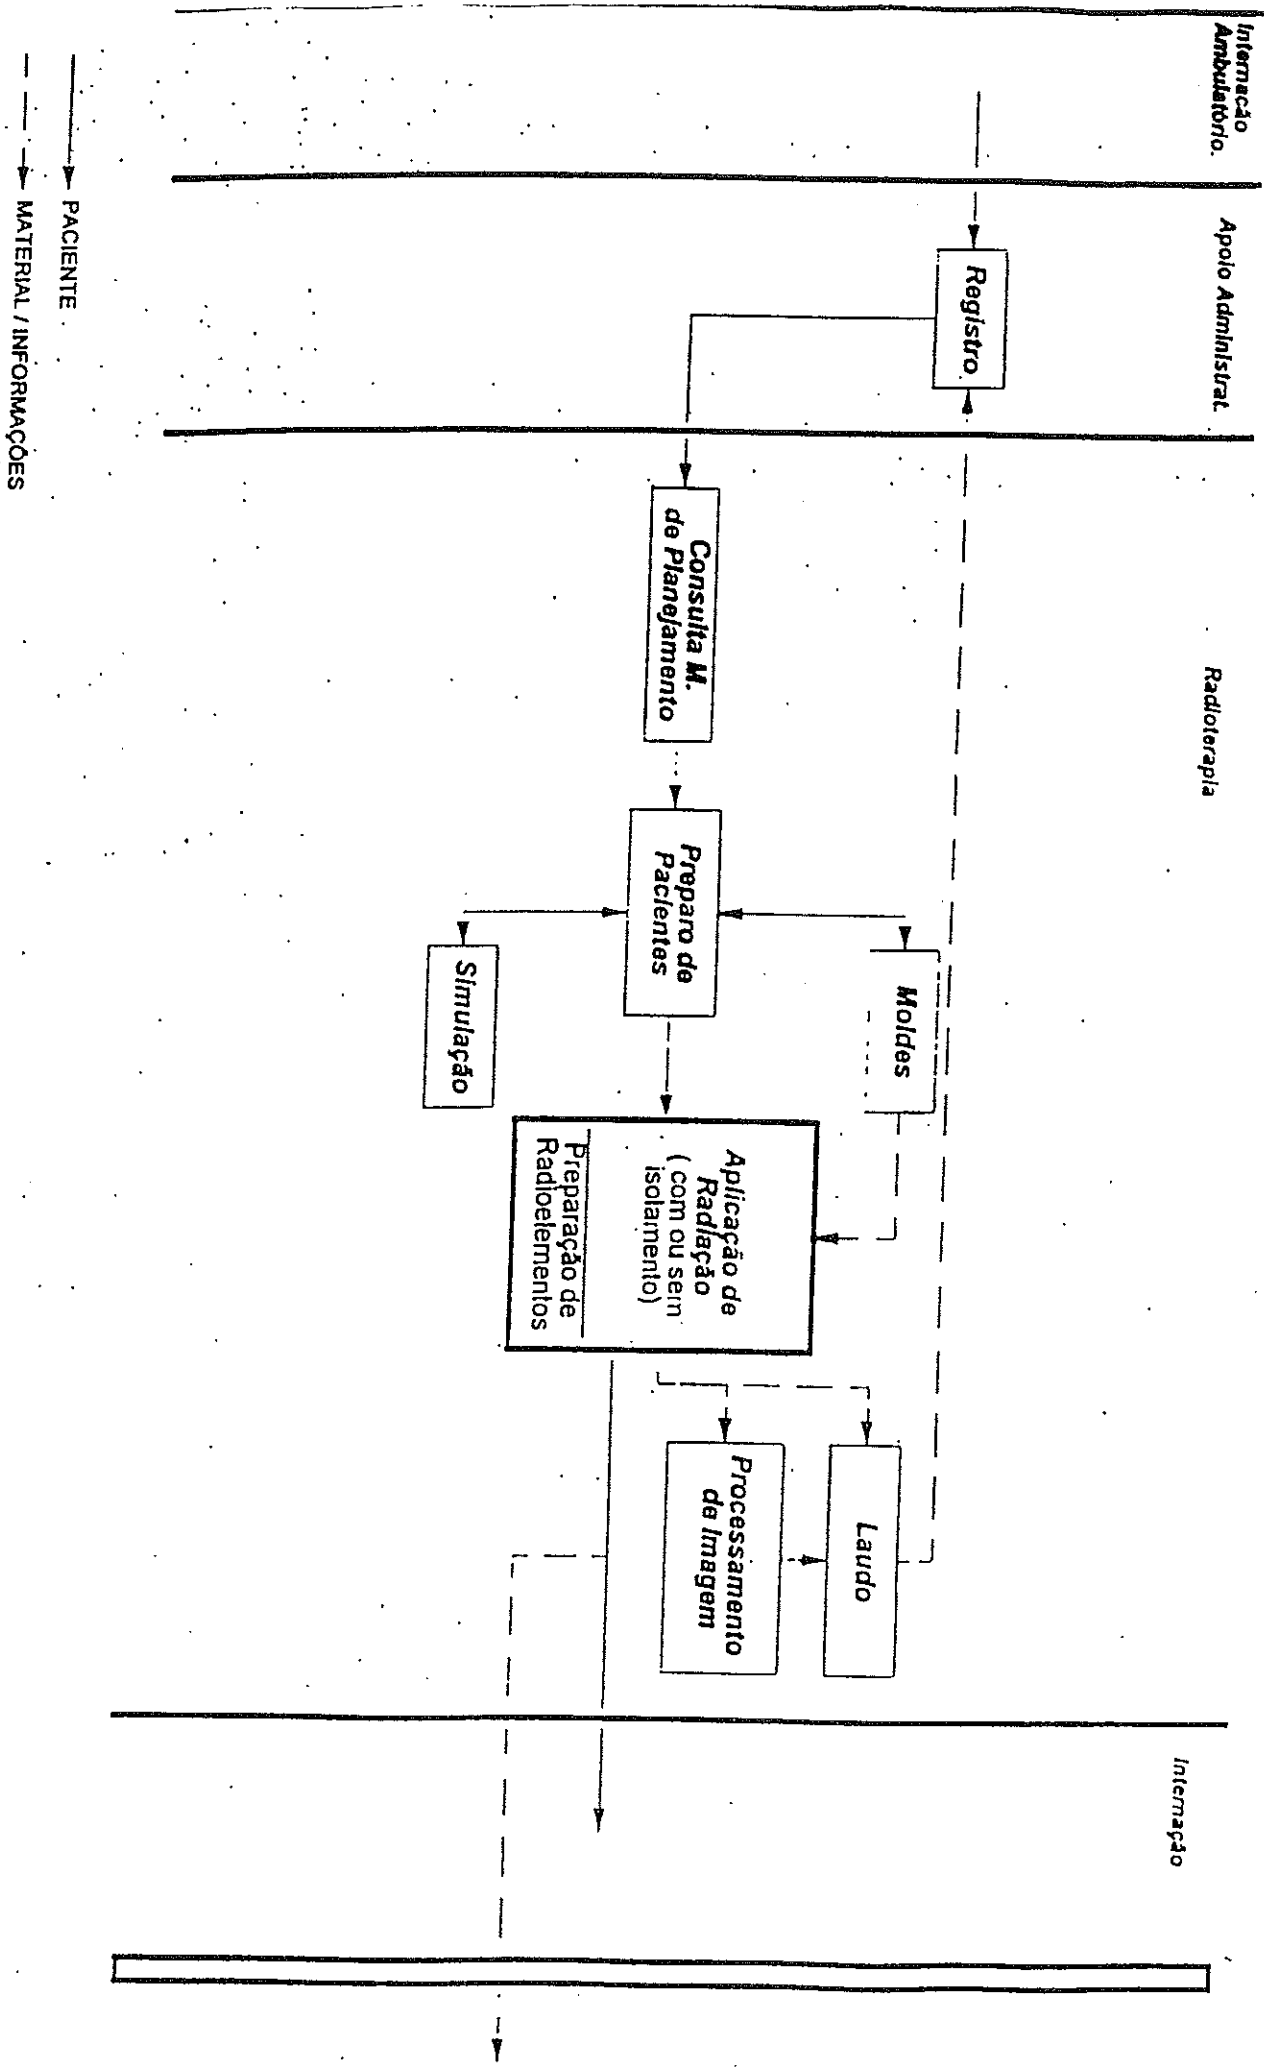 Internação
Ambulatório.
Apoio Administrat.
Radioterapia
Internação
Registro
Consulta M.
de Planejamento
Preparo de
Pacientes
Moldes
Simulação
Aplicação de
Radiação
( com ou sem
isolamento)
Preparação de
Radioelementos
Laudo
Processamento
de Imagem
PACIENTE
MATERIAL / INFORMAÇÕES